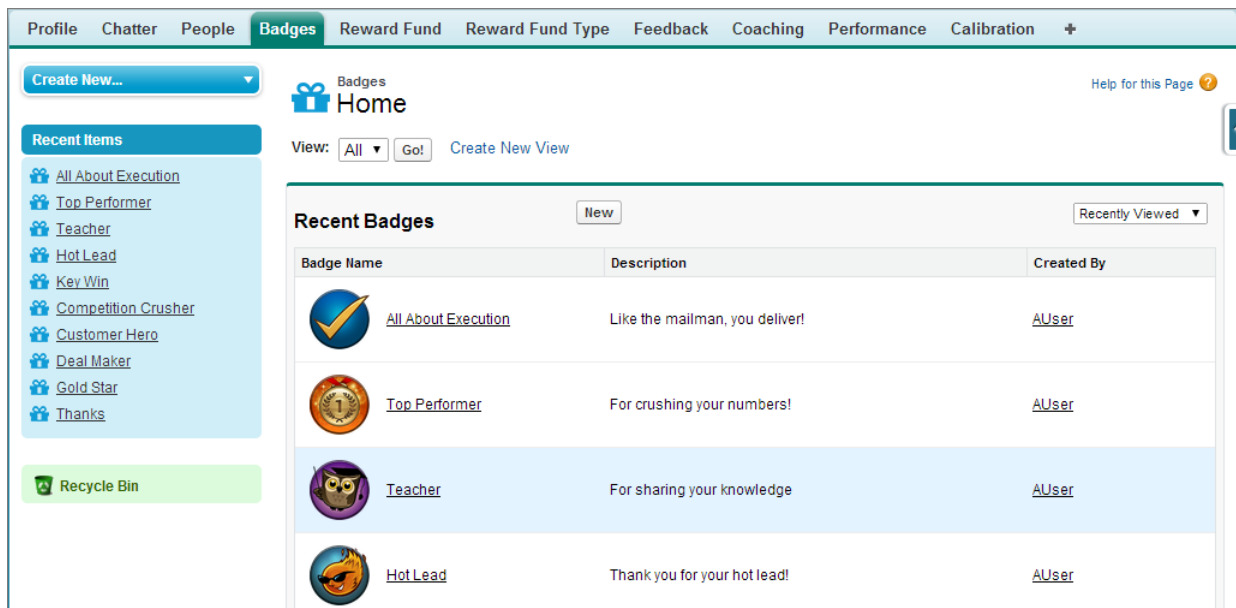 Profile Chatter People Badges Reward Fund Reward Fund Type Feedback Coaching Performance Calibration +
Create New...
Recent Items
All About Execution
Top Performer
Teacher
Hot Lead
Key Win
Competition Crusher
Customer Hero
Deal Maker
Gold Star
Thanks
Recycle Bin
Badges
Home
Help for this Page ?
View: All Go! Create New View
Recent Badges New Recently Viewed
Badge Name Description Created By
All About Execution Like the mailman, you deliver! AUser
1 Top Performer For crushing your numbers! AUser
Teacher For sharing your knowledge AUser
Hot Lead Thank you for your hot lead! AUser